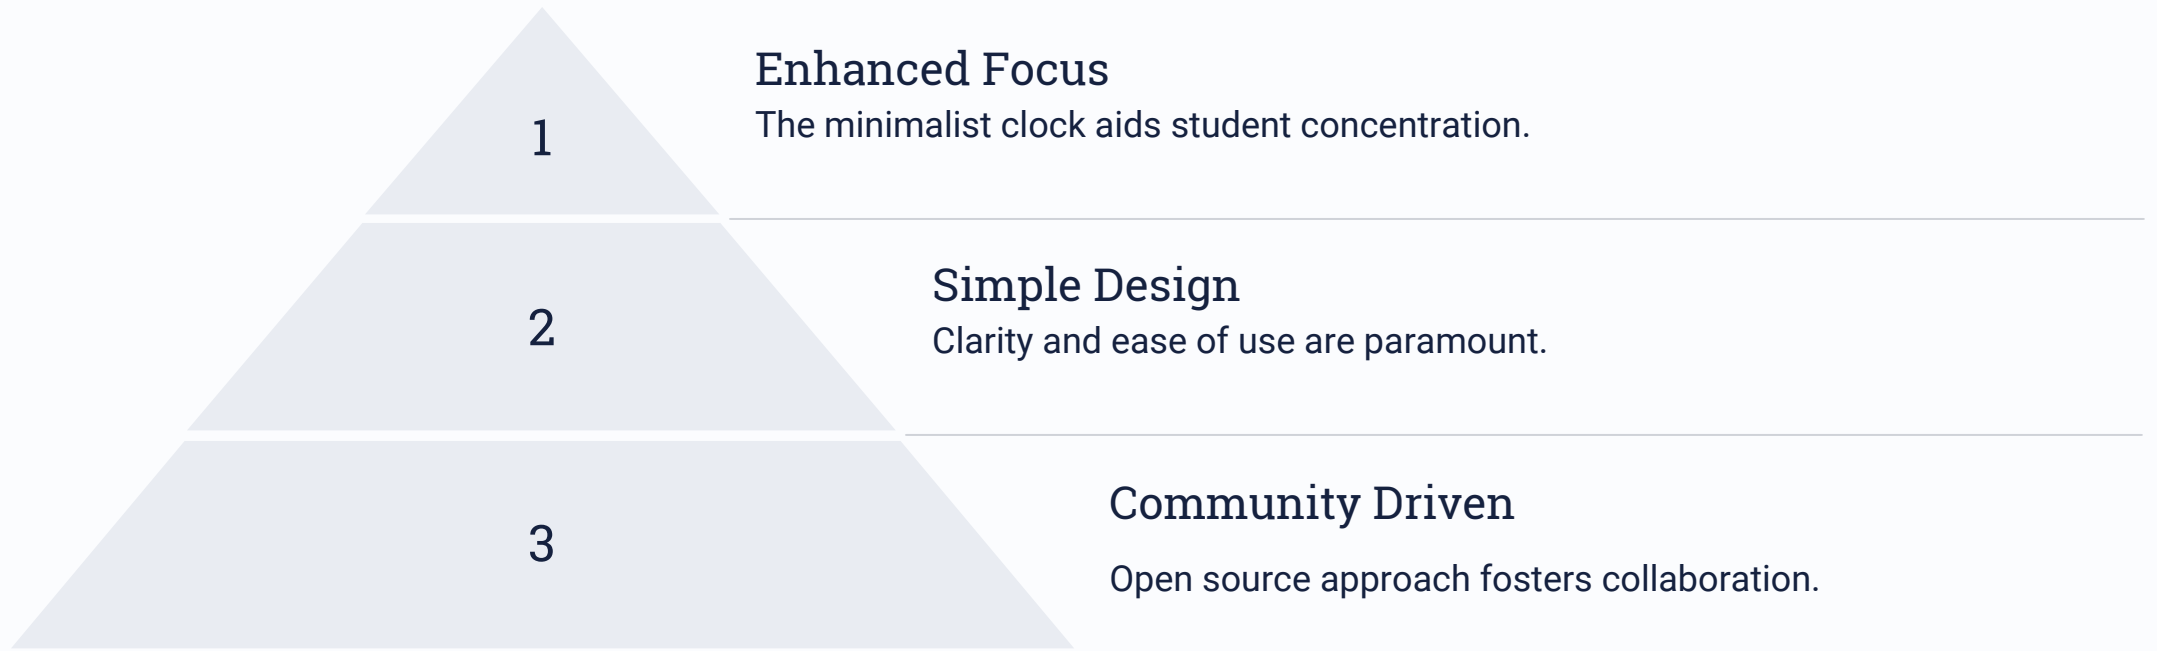 1
Enhanced Focus
The minimalist clock aids student concentration.
2
Simple Design
Clarity and ease of use are paramount.
3
Community Driven
Open source approach fosters collaboration.